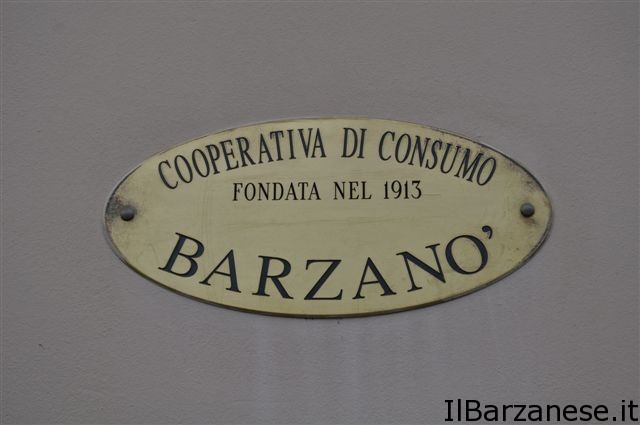 COOPERATIVA DI CONSUMO
FONDATA NEL 1913
BARZANO'
IlBarzanese.it